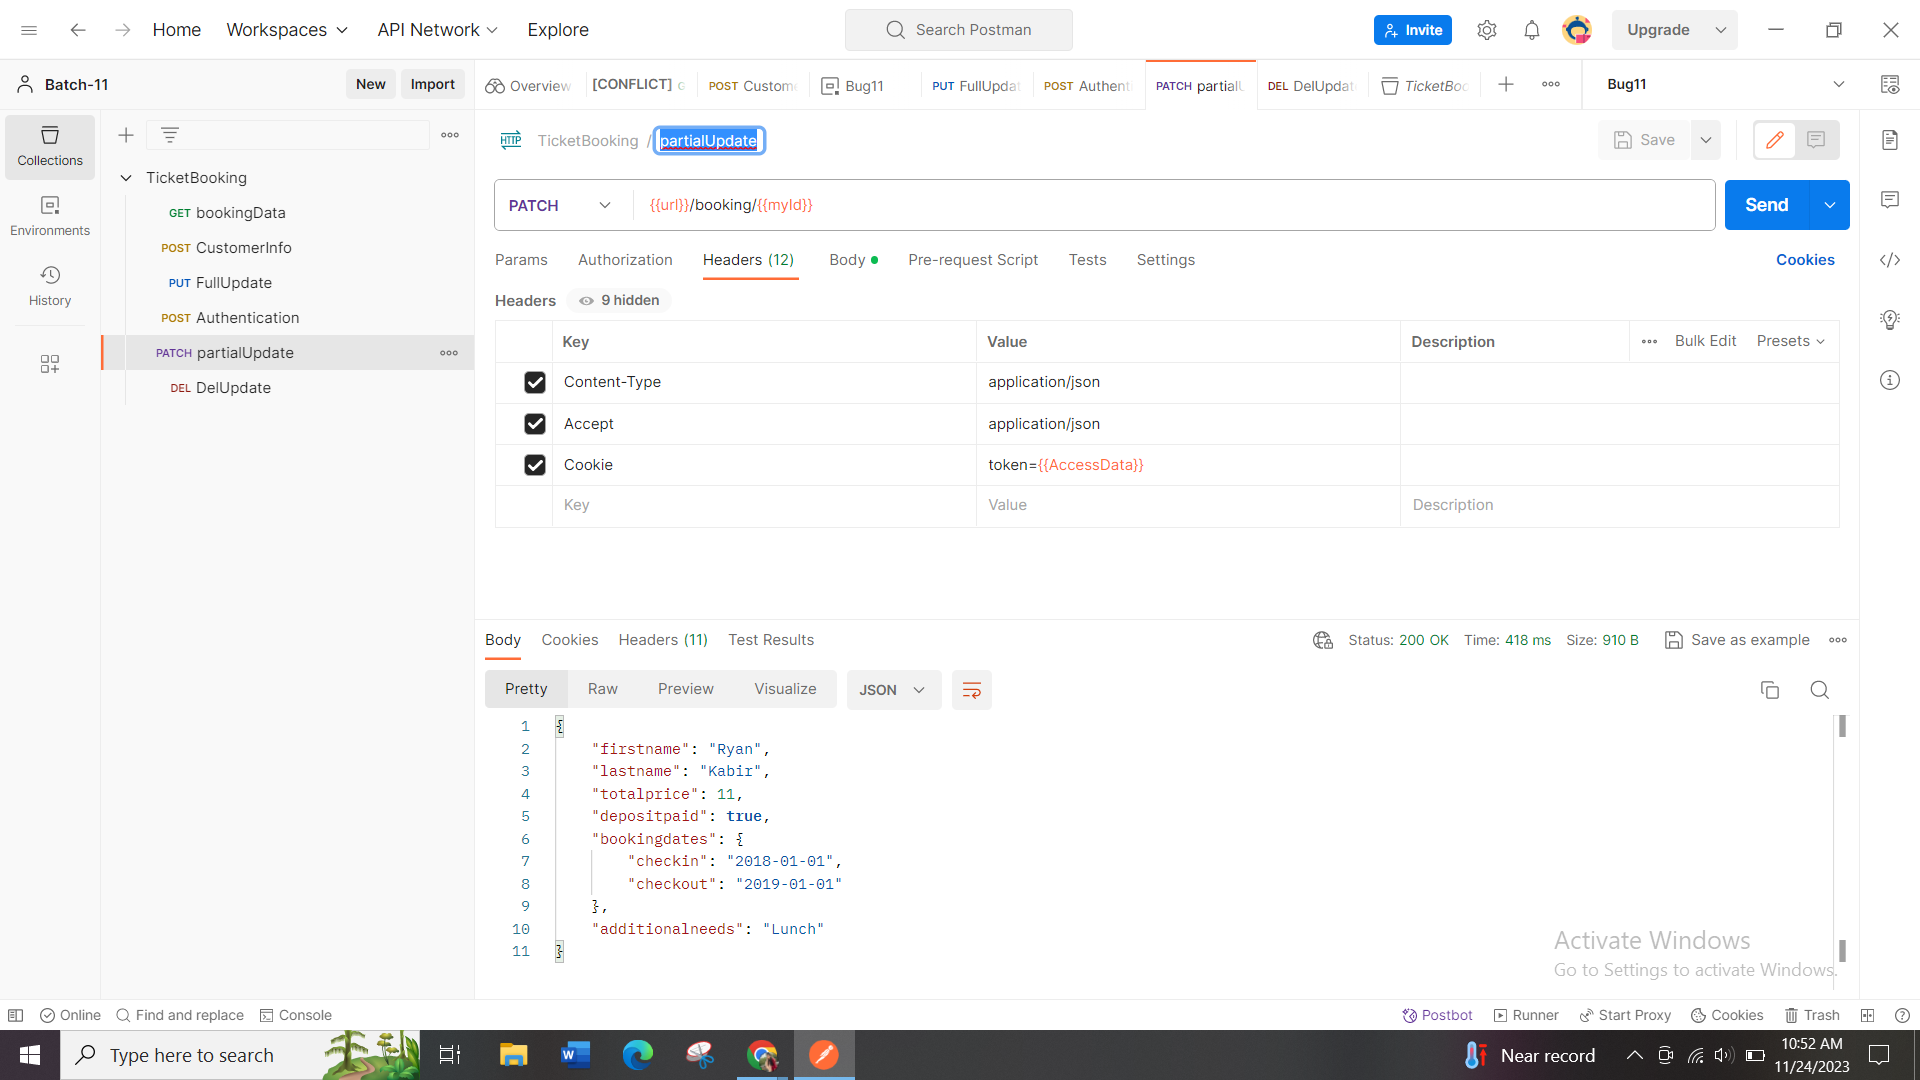 Home Workspaces API Network Explore Search Postman Invite Upgrade
Batch-11 New Import Overview [CONFLICT] POST Custom Bug11 PUT FullUpdat POST Authent PATCH partialU DEL DelUpdat TicketBoo Bug11
Collections
Environments
History
TicketBooking
GET bookingData
POST CustomerInfo
PUT FullUpdate
POST Authentication
PATCH partialUpdate
DEL DelUpdate
HTTP TicketBooking / partialUpdate Save
PATCH {{url}}/booking/{{myId}} Send
Params Authorization Headers (12) Body Pre-request Script Tests Settings Cookies
Headers 9 hidden
Key Value Description Bulk Edit Presets
Content-Type application/json
Accept application/json
Cookie token={{AccessData}}
Key Value Description
Body Cookies Headers (11) Test Results Status: 200 OK Time: 418 ms Size: 910 B Save as example
Pretty Raw Preview Visualize JSON
1 {
2 "firstname": "Ryan",
3 "lastname": "Kabir",
4 "totalprice": 11,
5 "depositpaid": true,
6 "bookingdates": {
7 "checkin": "2018-01-01",
8 "checkout": "2019-01-01"
9 },
10 "additionalneeds": "Lunch"
11 }
Activate Windows
Go to Settings to activate Windows.
Online Find and replace Console Postbot Runner Start Proxy Cookies Trash
Type here to search Near record 10:52 AM
11/24/2023